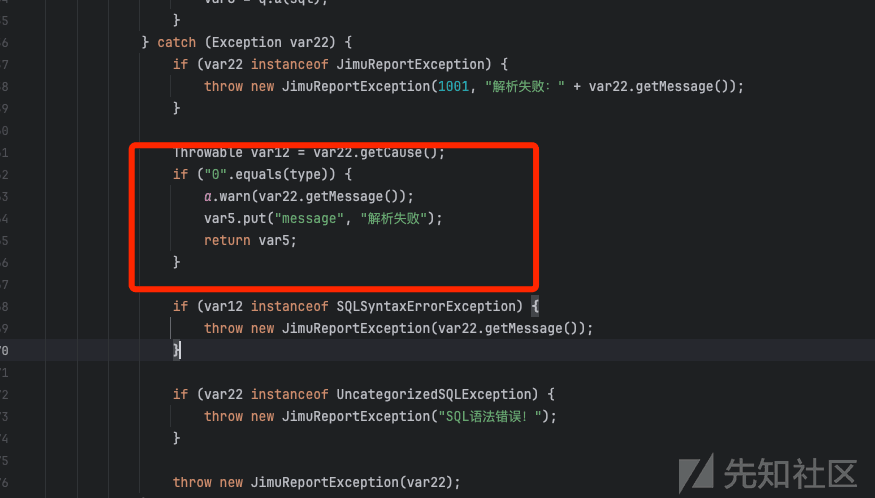 }
} catch (Exception var22) {
if (var22 instanceof JimuReportException) {
throw new JimuReportException(1001, "解析失败：" + var22.getMessage());
}
Throwable var12 = var22.getCause();
if ("0".equals(type)) {
a.warn(var22.getMessage());
var5.put("message", "解析失败");
return var5;
}
if (var12 instanceof SQLSyntaxErrorException) {
throw new JimuReportException(var22.getMessage());
}
if (var22 instanceof UncategorizedSQLException) {
throw new JimuReportException("SQL语法错误！");
}
throw new JimuReportException(var22);
先知社区